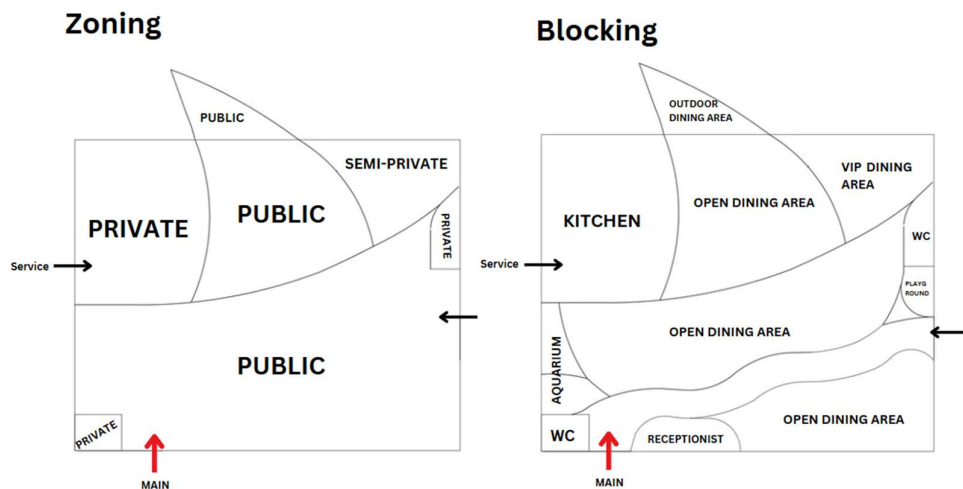 Zoning
PUBLIC
SEMI-PRIVATE
PRIVATE
PUBLIC
PRIVATE
Service
PUBLIC
PRIVATE
MAIN
Blocking
OUTDOOR
DINING AREA
VIP DINING
AREA
KITCHEN
OPEN DINING AREA
WC
Service
PLAYG
ROUND
OPEN DINING AREA
AQUARIUM
OPEN DINING AREA
WC
RECEPTIONIST
MAIN